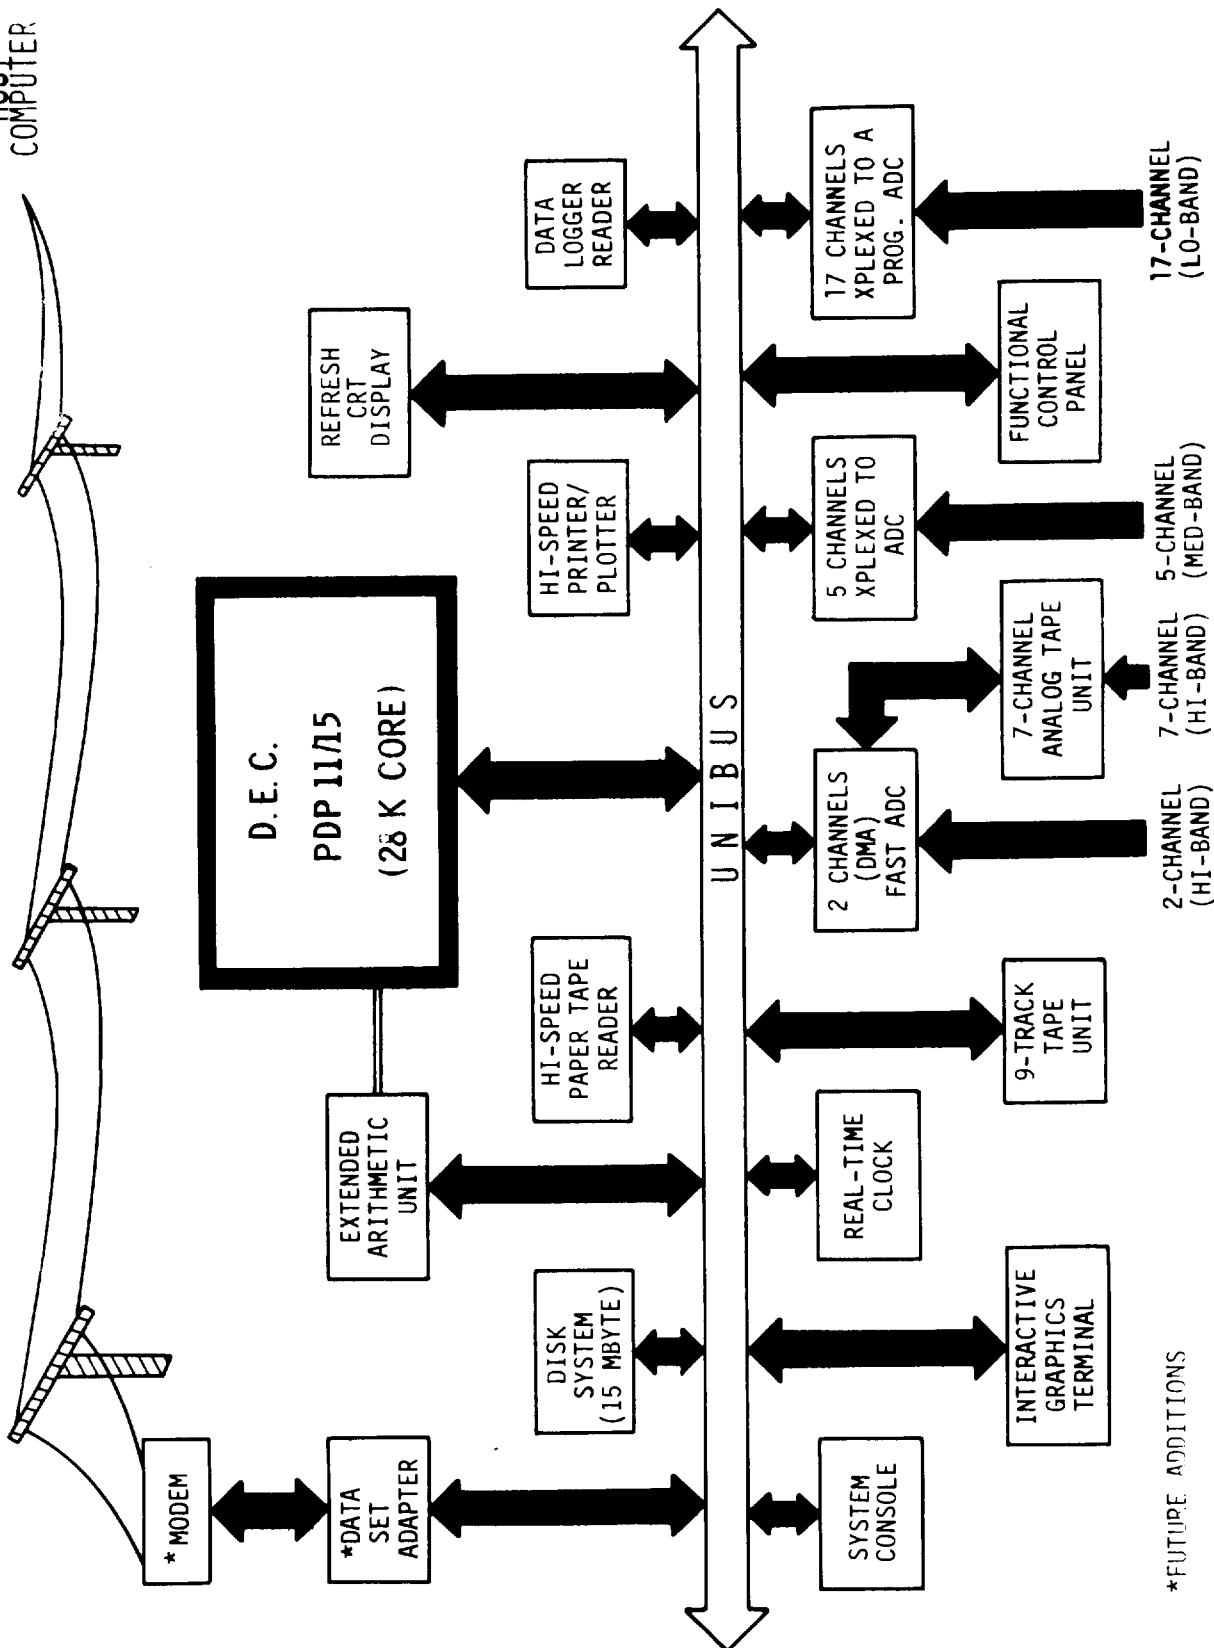 HOST
COMPUTER
*MODEM
*DATA
SET
ADAPTER
EXTENDED
ARITHMETIC
UNIT
D.E.C.
PDP 11/15
(28 K CORE)
REFRESH
CRT
DISPLAY
DISK
SYSTEM
(15 MBYTE)
HI-SPEED
PAPER TAPE
READER
HI-SPEED
PRINTER/
PLOTTER
DATA
LOGGER
READER
UNIBUS
SYSTEM
CONSOLE
REAL-TIME
CLOCK
2 CHANNELS
(DMA)
FAST ADC
5 CHANNELS
XPLEXED TO
ADC
17 CHANNELS
XPLEXED TO A
PROG. ADC
INTERACTIVE
GRAPHICS
TERMINAL
9-TRACK
TAPE
UNIT
7-CHANNEL
ANALOG TAPE
UNIT
FUNCTIONAL
CONTROL
PANEL
2-CHANNEL
(HI-BAND)
7-CHANNEL
(HI-BAND)
5-CHANNEL
(MED-BAND)
17-CHANNEL
(LO-BAND)
*FUTURE ADDITIONS